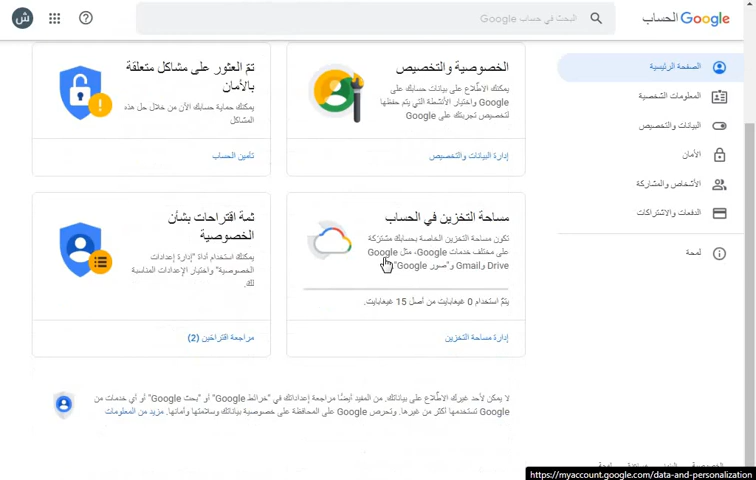 Google الحساب
البحث في حساب Google
ش
الصفحة الرئيسية
المعلومات الشخصية
البيانات والتخصيص
الأمان
الأشخاص والمشاركة
الدفعات والاشتراكات
لمحة
الخصوصية والتخصيص
يمكنك الاطّلاع على بيانات حسابك على
Google واختيار الأنشطة التي يتم حفظها
لتخصيص تجربتك على Google
إدارة البيانات والتخصيص
تمّ العثور على مشاكل متعلقة
بالأمان
يمكنك حماية حسابك الآن من خلال حل هذه
المشاكل
تأمين الحساب
مساحة التخزين في الحساب
تكون مساحة التخزين الخاصة بحسابك مشتركة
على مختلف خدمات Google، مثل Google
Drive وGmail و"صور Google"
يتمّ استخدام 0 غيغابايت من أصل 15 غيغابايت.
إدارة مساحة التخزين
ثمة اقتراحات بشأن
الخصوصية
يمكنك استخدام أداة "إدارة إعدادات
الخصوصية" واختيار الإعدادات المناسبة
لك.
مراجعة اقتراحين (2)
لا يمكن لأحد غيرك الاطّلاع على بياناتك. من المفيد أيضًا مراجعة إعداداتك في "خرائط Google" أو "بحث Google" أو أي خدمات من
Google تستخدمها أكثر من غيرها. وتحرص Google على المحافظة على خصوصية بياناتك وسلامتها وأمانها. مزيد من المعلومات
https://myaccount.google.com/data-and-personalization